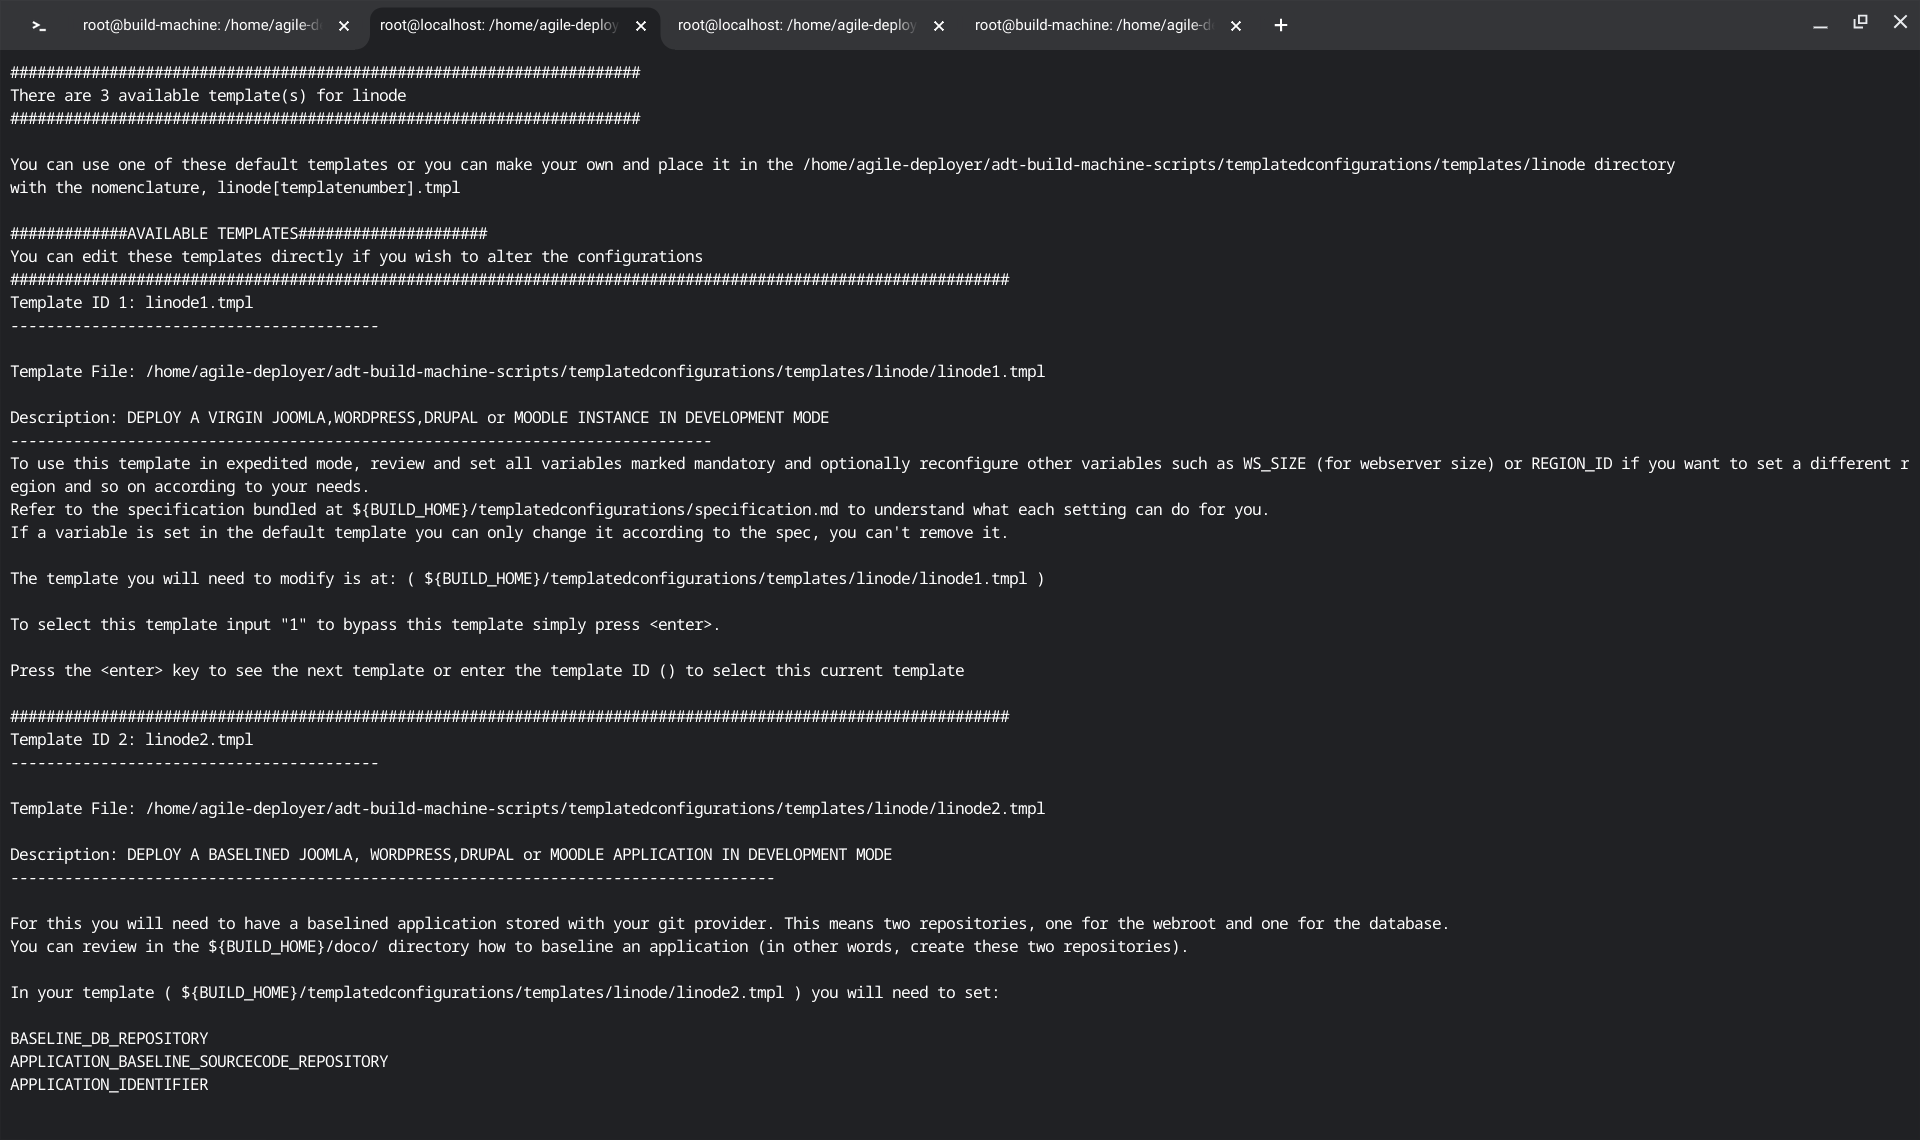 root@build-machine: /home/agile-d
root@localhost: /home/agile-deploy
root@localhost: /home/agile-deploy
root@build-machine: /home/agile-d
######################################################################
There are 3 available template(s) for linode
######################################################################
You can use one of these default templates or you can make your own and place it in the /home/agile-deployer/adt-build-machine-scripts/templatedconfigurations/templates/linode directory
with the nomenclature, linode[templatenumber].tmpl
#############AVAILABLE TEMPLATES#####################
You can edit these templates directly if you wish to alter the configurations
###############################################################################################################
Template ID 1: linode1.tmpl
-----------------------------------------
Template File: /home/agile-deployer/adt-build-machine-scripts/templatedconfigurations/templates/linode/linode1.tmpl
Description: DEPLOY A VIRGIN JOOMLA,WORDPRESS,DRUPAL or MOODLE INSTANCE IN DEVELOPMENT MODE
------------------------------------------------------------------------------
To use this template in expedited mode, review and set all variables marked mandatory and optionally reconfigure other variables such as WS_SIZE (for webserver size) or REGION_ID if you want to set a different r
egion and so on according to your needs.
Refer to the specification bundled at ${BUILD_HOME}/templatedconfigurations/specification.md to understand what each setting can do for you.
If a variable is set in the default template you can only change it according to the spec, you can't remove it.
The template you will need to modify is at: ( ${BUILD_HOME}/templatedconfigurations/templates/linode/linode1.tmpl )
To select this template input "1" to bypass this template simply press <enter>.
Press the <enter> key to see the next template or enter the template ID () to select this current template
###############################################################################################################
Template ID 2: linode2.tmpl
-----------------------------------------
Template File: /home/agile-deployer/adt-build-machine-scripts/templatedconfigurations/templates/linode/linode2.tmpl
Description: DEPLOY A BASELINED JOOMLA, WORDPRESS,DRUPAL or MOODLE APPLICATION IN DEVELOPMENT MODE
-------------------------------------------------------------------------------------
For this you will need to have a baselined application stored with your git provider. This means two repositories, one for the webroot and one for the database.
You can review in the ${BUILD_HOME}/doco/ directory how to baseline an application (in other words, create these two repositories).
In your template ( ${BUILD_HOME}/templatedconfigurations/templates/linode/linode2.tmpl ) you will need to set:
BASELINE_DB_REPOSITORY
APPLICATION_BASELINE_SOURCECODE_REPOSITORY
APPLICATION_IDENTIFIER